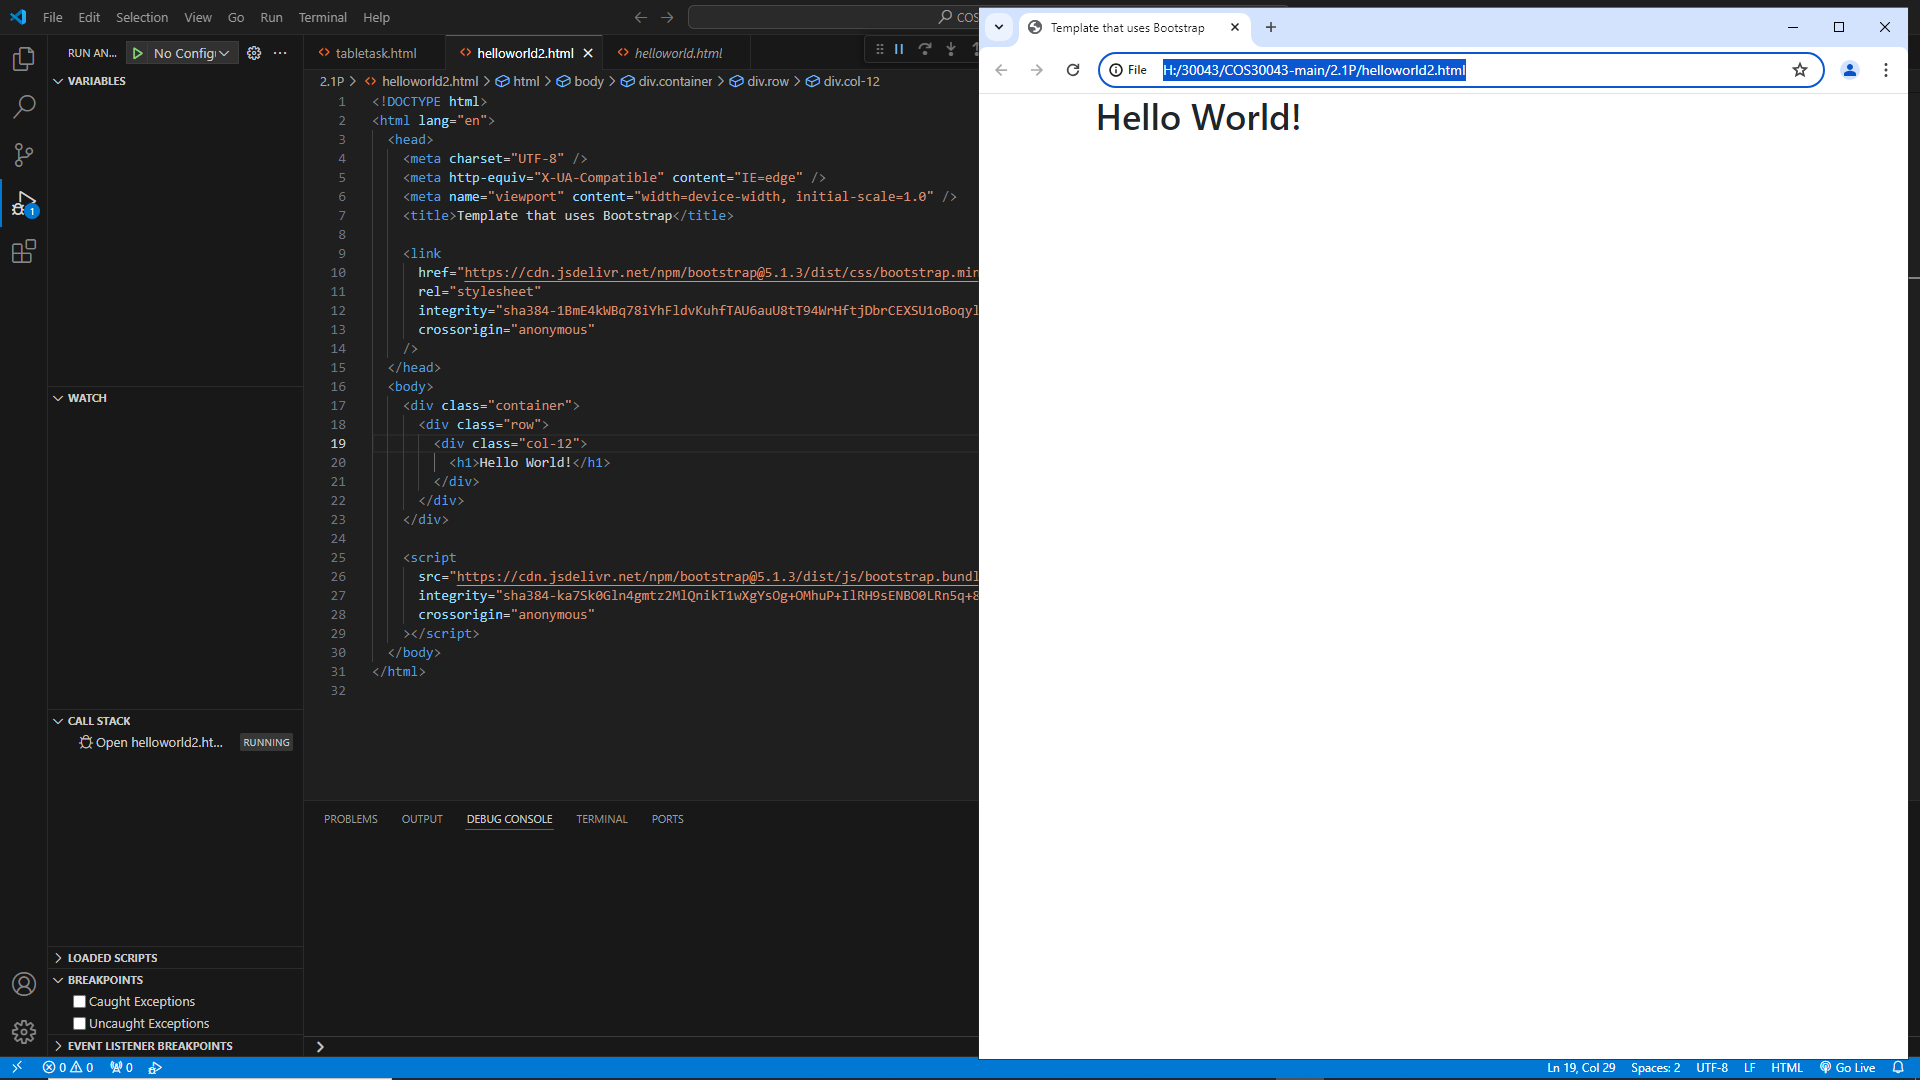 File Edit Selection View Go Run Terminal Help
COS
RUN AN... No Config
VARIABLES
WATCH
CALL STACK
Open helloworld2.ht... RUNNING
LOADED SCRIPTS
BREAKPOINTS
Caught Exceptions
Uncaught Exceptions
EVENT LISTENER BREAKPOINTS
tabletask.html helloworld2.html helloworld.html
2.1P > helloworld2.html > html > body > div.container > div.row > div.col-12
1 <!DOCTYPE html>
2 <html lang="en">
3 <head>
4 <meta charset="UTF-8" />
5 <meta http-equiv="X-UA-Compatible" content="IE=edge" />
6 <meta name="viewport" content="width=device-width, initial-scale=1.0" />
7 <title>Template that uses Bootstrap</title>
8
9 <link
10 href="https://cdn.jsdelivr.net/npm/bootstrap@5.1.3/dist/css/bootstrap.min
11 rel="stylesheet"
12 integrity="sha384-1BmE4kWBq78iYhFldvKuhfTAU6auU8tT94WrHftjDbrCEXSU1oBoqyl
13 crossorigin="anonymous"
14 />
15 </head>
16 <body>
17 <div class="container">
18 <div class="row">
19 <div class="col-12">
20 <h1>Hello World!</h1>
21 </div>
22 </div>
23 </div>
24
25 <script
26 src="https://cdn.jsdelivr.net/npm/bootstrap@5.1.3/dist/js/bootstrap.bundl
27 integrity="sha384-ka7Sk0Gln4gmtz2MlQnikT1wXgYsOg+OMhuP+IlRH9sENBO0LRn5q+8
28 crossorigin="anonymous"
29 ></script>
30 </body>
31 </html>
32
PROBLEMS OUTPUT DEBUG CONSOLE TERMINAL PORTS
Template that uses Bootstrap
File H:/30043/COS30043-main/2.1P/helloworld2.html
Hello World!
1
0 0 0
Ln 19, Col 29 Spaces: 2 UTF-8 LF HTML Go Live